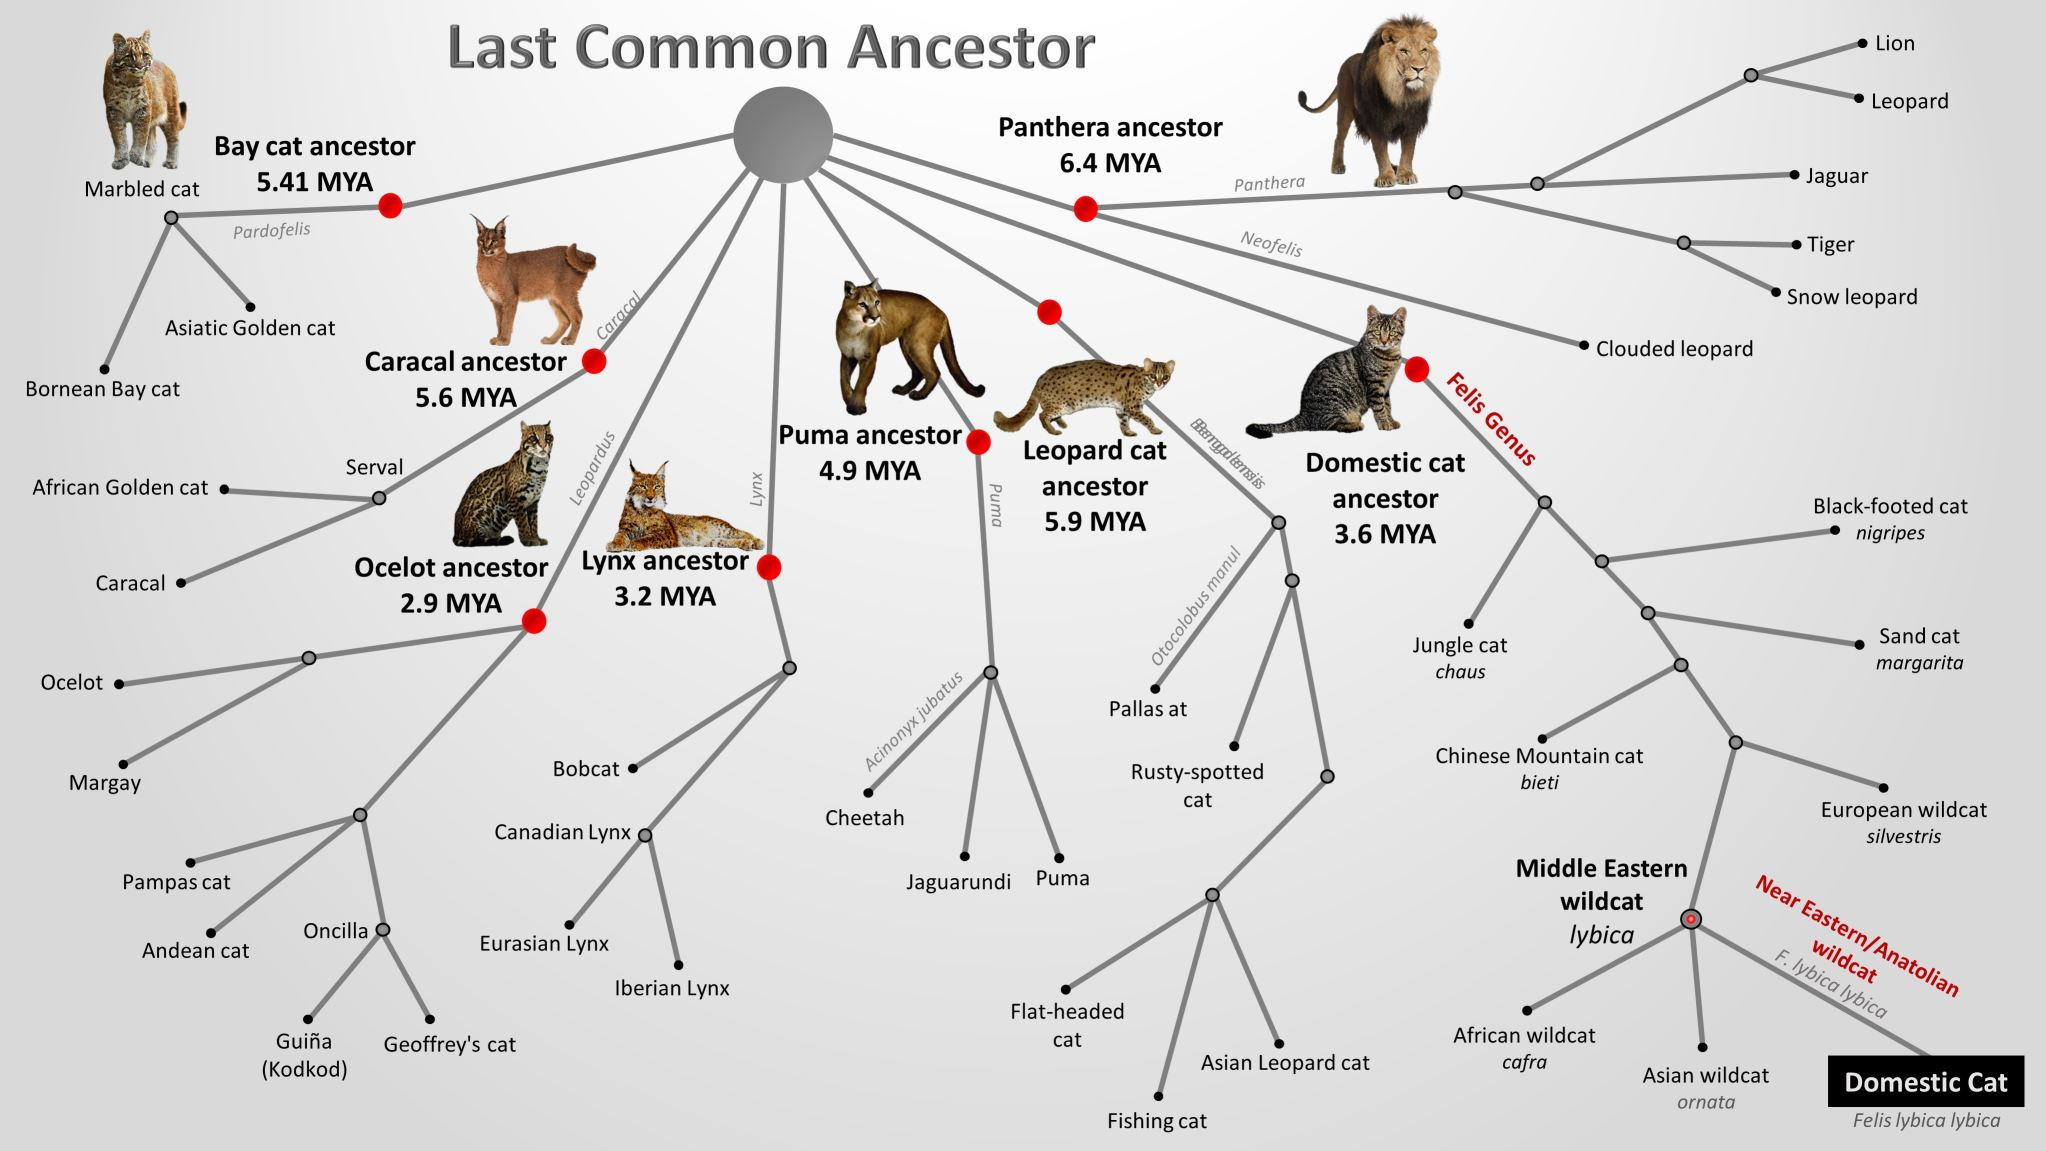 Last Common Ancestor
Bay cat ancestor
5.41 MYA
Marbled cat
Pardofelis
Asiatic Golden cat
Bornean Bay cat
Caracal
Caracal ancestor
5.6 MYA
Serval
African Golden cat
Caracal
Leopardus
Ocelot ancestor
2.9 MYA
Ocelot
Margay
Pampas cat
Andean cat
Oncilla
Guiña
(Kodkod)
Geoffrey's cat
Lynx
Lynx ancestor
3.2 MYA
Bobcat
Canadian Lynx
Eurasian Lynx
Iberian Lynx
Puma ancestor
4.9 MYA
Puma
Acinonyx jubatus
Cheetah
Jaguarundi
Puma
Leopard cat
ancestor
5.9 MYA
Otocolobus manul
Pallas at
Rusty-spotted
cat
Flat-headed
cat
Fishing cat
Asian Leopard cat
Panthera ancestor
6.4 MYA
Panthera
Neofelis
Lion
Leopard
Jaguar
Tiger
Snow leopard
Clouded leopard
Domestic cat
ancestor
3.6 MYA
Felis Genus
Jungle cat
chaus
Black-footed cat
nigripes
Sand cat
margarita
Chinese Mountain cat
bieti
European wildcat
silvestris
Middle Eastern
wildcat
lybica
Near Eastern/Anatolian
wildcat
F. lybica lybica
African wildcat
cafra
Asian wildcat
ornata
Domestic Cat
Felis lybica lybica